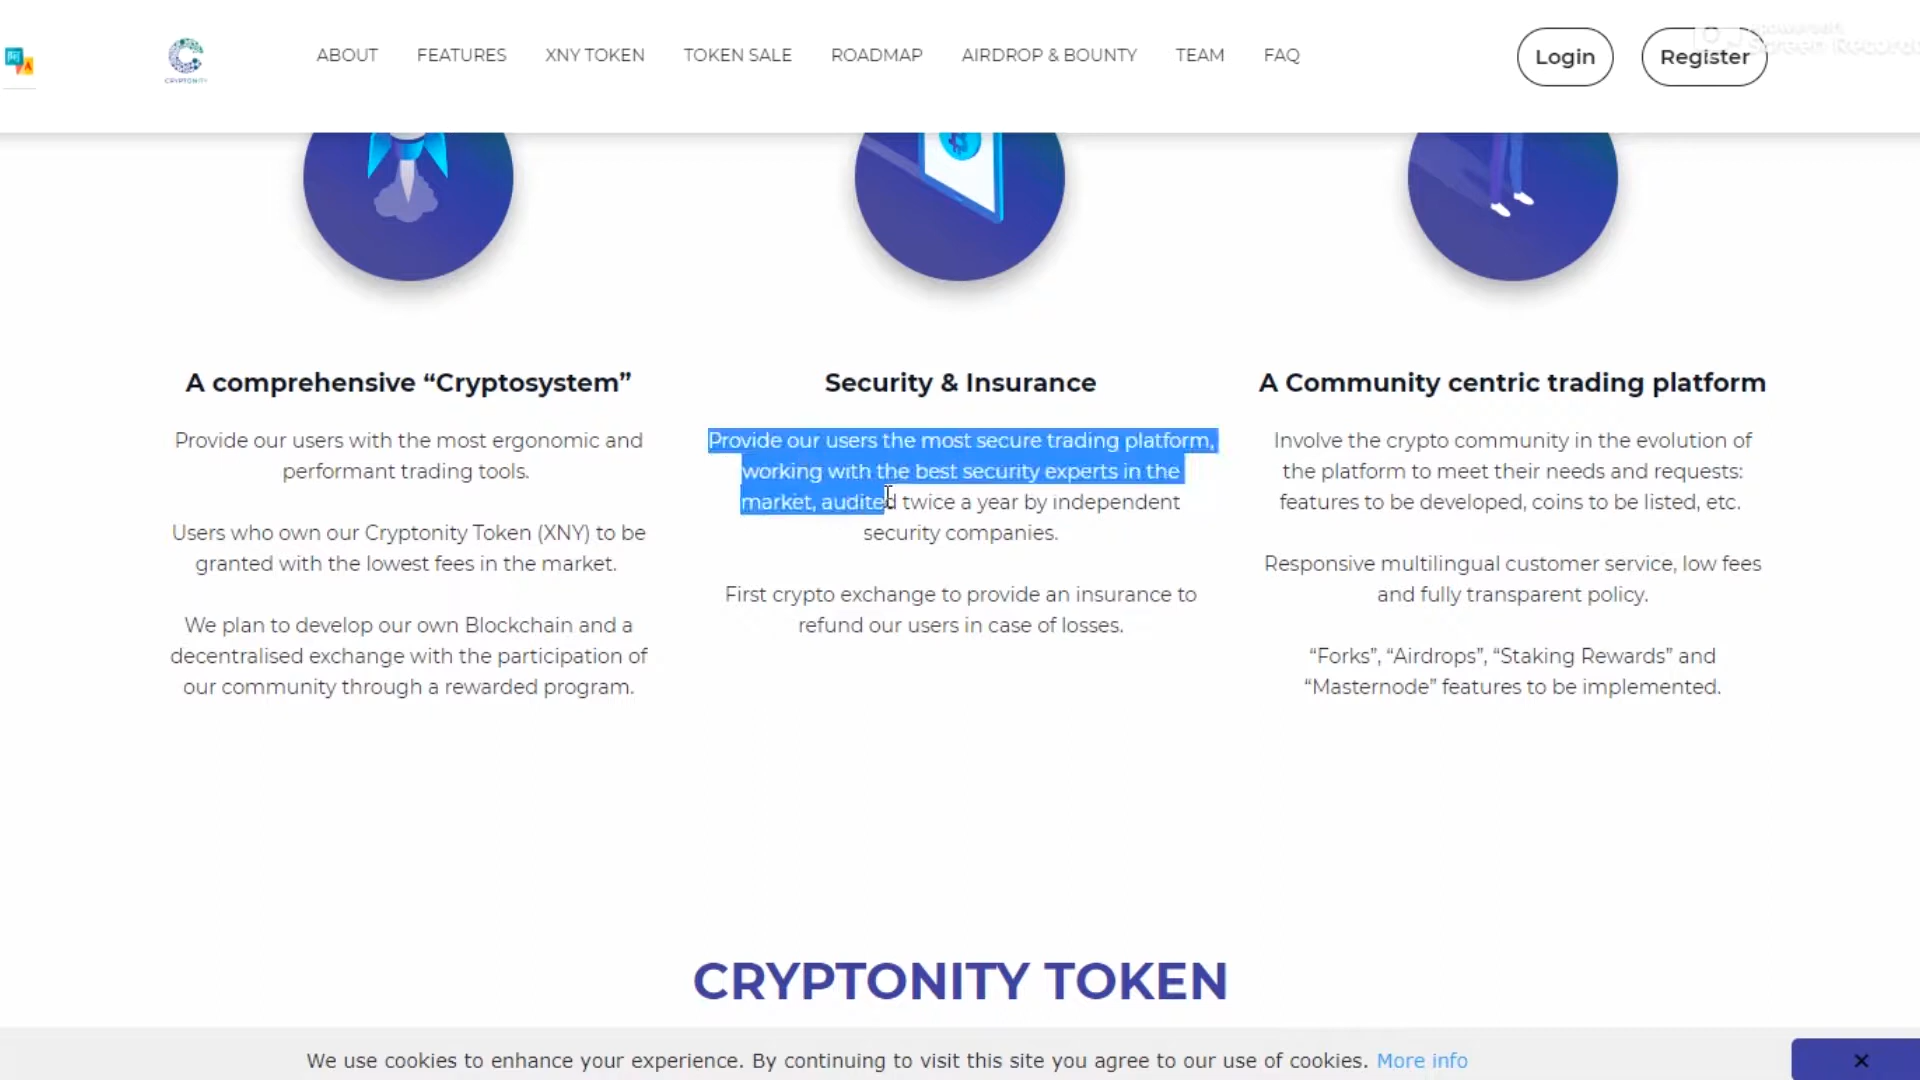 CRYPTONITY
ABOUT
FEATURES
XNY TOKEN
TOKEN SALE
ROADMAP
AIRDROP & BOUNTY
TEAM
FAQ
Login
Register
Screen Recorder
A comprehensive “Cryptosystem”
Provide our users with the most ergonomic and
performant trading tools.
Users who own our Cryptonity Token (XNY) to be
granted with the lowest fees in the market.
We plan to develop our own Blockchain and a
decentralised exchange with the participation of
our community through a rewarded program.
Security & Insurance
Provide our users the most secure trading platform,
working with the best security experts in the
market, audited twice a year by independent
security companies.
First crypto exchange to provide an insurance to
refund our users in case of losses.
A Community centric trading platform
Involve the crypto community in the evolution of
the platform to meet their needs and requests:
features to be developed, coins to be listed, etc.
Responsive multilingual customer service, low fees
and fully transparent policy.
“Forks”, “Airdrops”, “Staking Rewards” and
“Masternode” features to be implemented.
CRYPTONITY TOKEN
We use cookies to enhance your experience. By continuing to visit this site you agree to our use of cookies. More info